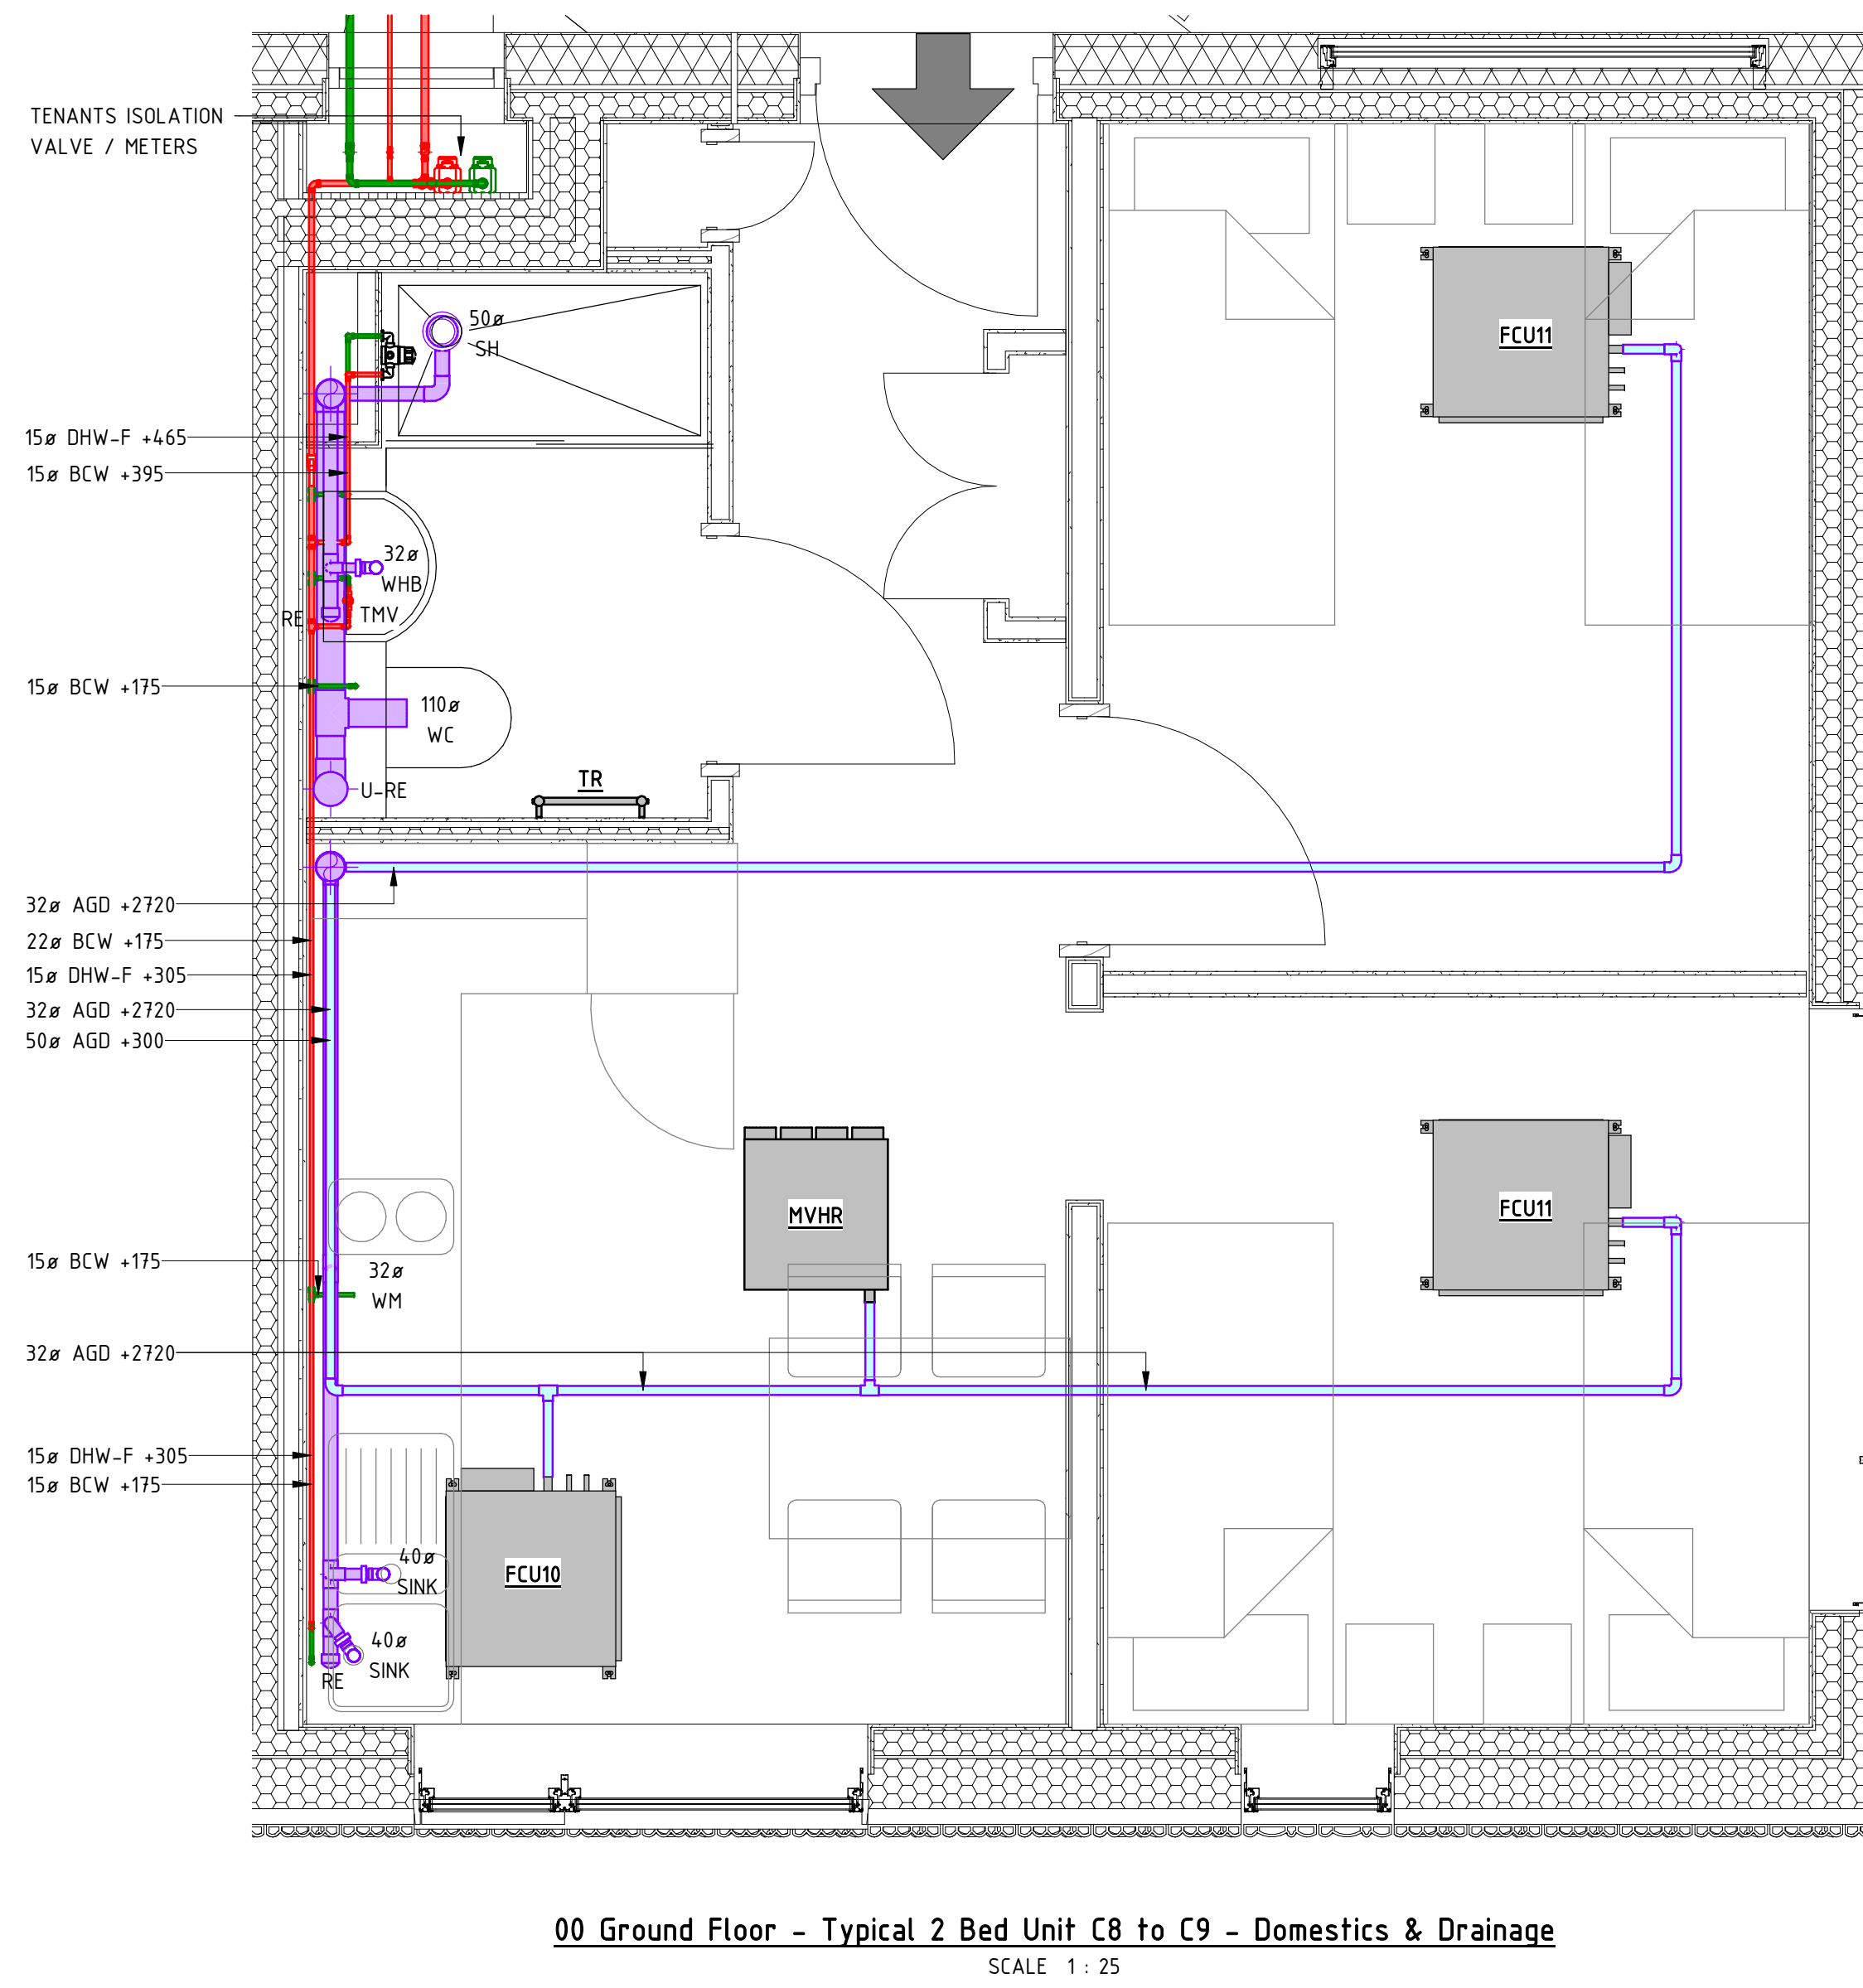 TENANTS ISOLATION
VALVE / METERS
50ø
SH
FCU11
15ø DHW-F +465
15ø BCW +395
32ø
WHB
RE
TMV
15ø BCW +175
110ø
WC
TR
U-RE
32ø AGD +2720
22ø BCW +175
15ø DHW-F +305
32ø AGD +2720
50ø AGD +300
MVHR
FCU11
15ø BCW +175
32ø
WM
32ø AGD +2720
15ø DHW-F +305
15ø BCW +175
40ø
SINK
FCU10
40ø
SINK
RE
00 Ground Floor - Typical 2 Bed Unit C8 to C9 - Domestics & Drainage
SCALE 1 : 25